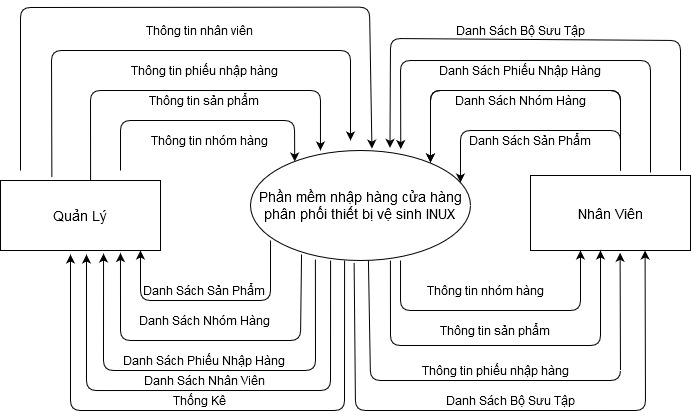 Thông tin nhân viên
Danh Sách Bộ Sưu Tập
Thông tin phiếu nhập hàng
Danh Sách Phiếu Nhập Hàng
Thông tin sản phẩm
Danh Sách Nhóm Hàng
Thông tin nhóm hàng
Danh Sách Sản Phẩm
Quản Lý
Phần mềm nhập hàng cửa hàng
phân phối thiết bị vệ sinh INUX
Nhân Viên
Danh Sách Sản Phẩm
Thông tin nhóm hàng
Danh Sách Nhóm Hàng
Thông tin sản phẩm
Danh Sách Phiếu Nhập Hàng
Thông tin phiếu nhập hàng
Danh Sách Nhân Viên
Thống Kê
Danh Sách Bộ Sưu Tập